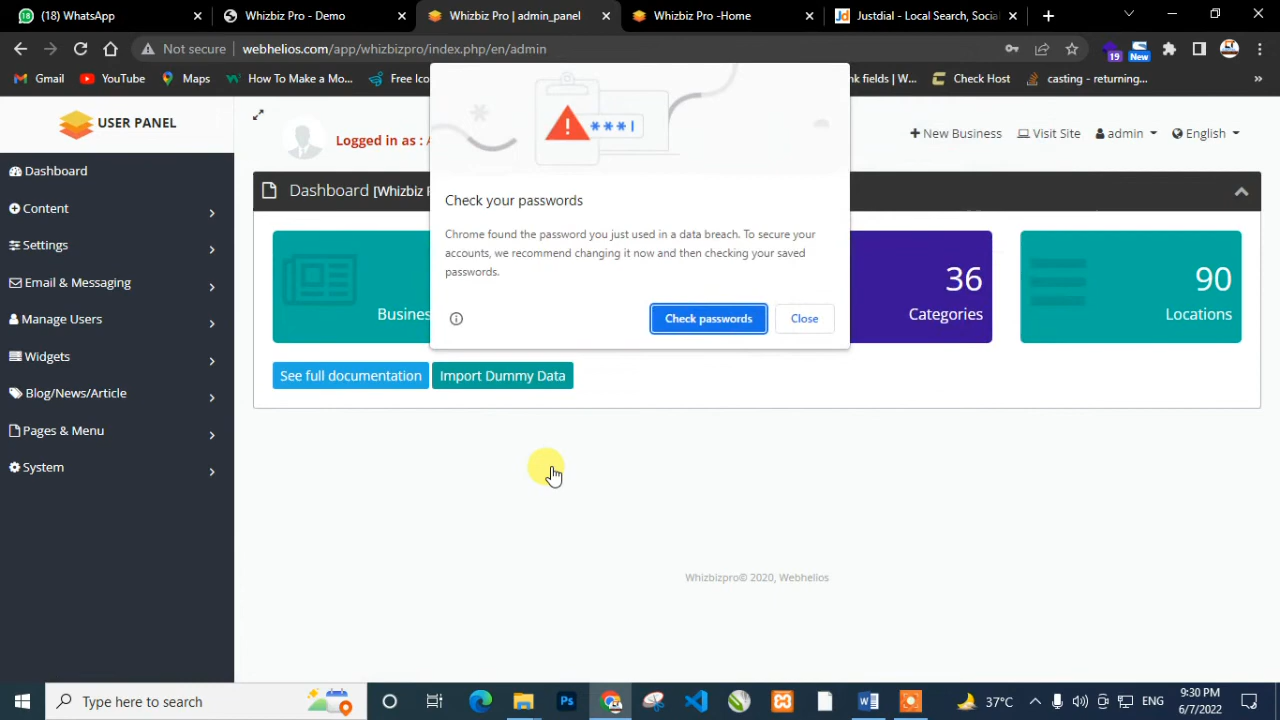 (18) WhatsApp
Whizbiz Pro - Demo
Whizbiz Pro | admin_panel
Whizbiz Pro -Home
Justdial - Local Search, Social
Not secure
webhelios.com/app/whizbizpro/index.php/en/admin
19
New
Gmail
YouTube
Maps
How To Make a Mo...
Free Ico
nk fields | W...
Check Host
casting - returning...
»
USER PANEL
Logged in as :
New Business
Visit Site
admin
English
Dashboard
Content
Settings
Email & Messaging
Manage Users
Widgets
Blog/News/Article
Pages & Menu
System
Dashboard [Whizbiz
Busines
36
Categories
90
Locations
See full documentation
Import Dummy Data
***|
Check your passwords
Chrome found the password you just used in a data breach. To secure your
accounts, we recommend changing it now and then checking your saved
passwords.
Check passwords
Close
Whizbizpro© 2020, Webhelios
Type here to search
Ps
37°C
ENG
9:30 PM
6/7/2022